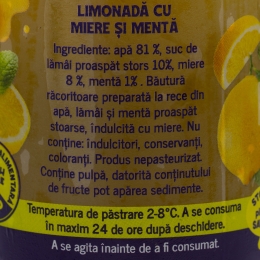 LIMONADĂ CU
MIERE ȘI MENTĂ
Ingrediente: apă 81 %, suc de
lămâi proaspăt stors 10%, miere
8 %, mentă 1% . Băutură
răcoritoare preparată la rece din
apă, lămâi și mentă proaspăt
stoarse, îndulcită cu miere. Nu
conține: îndulcitori, conservanți,
coloranți. Produs nepasteurizat.
Conține pulpă, datorită conținutului
de fructe pot apărea sedimente.
Temperatura de păstrare 2-8°C. A se consuma
în maxim 24 de ore după deschidere.
A se agita înainte de a fi consumat.